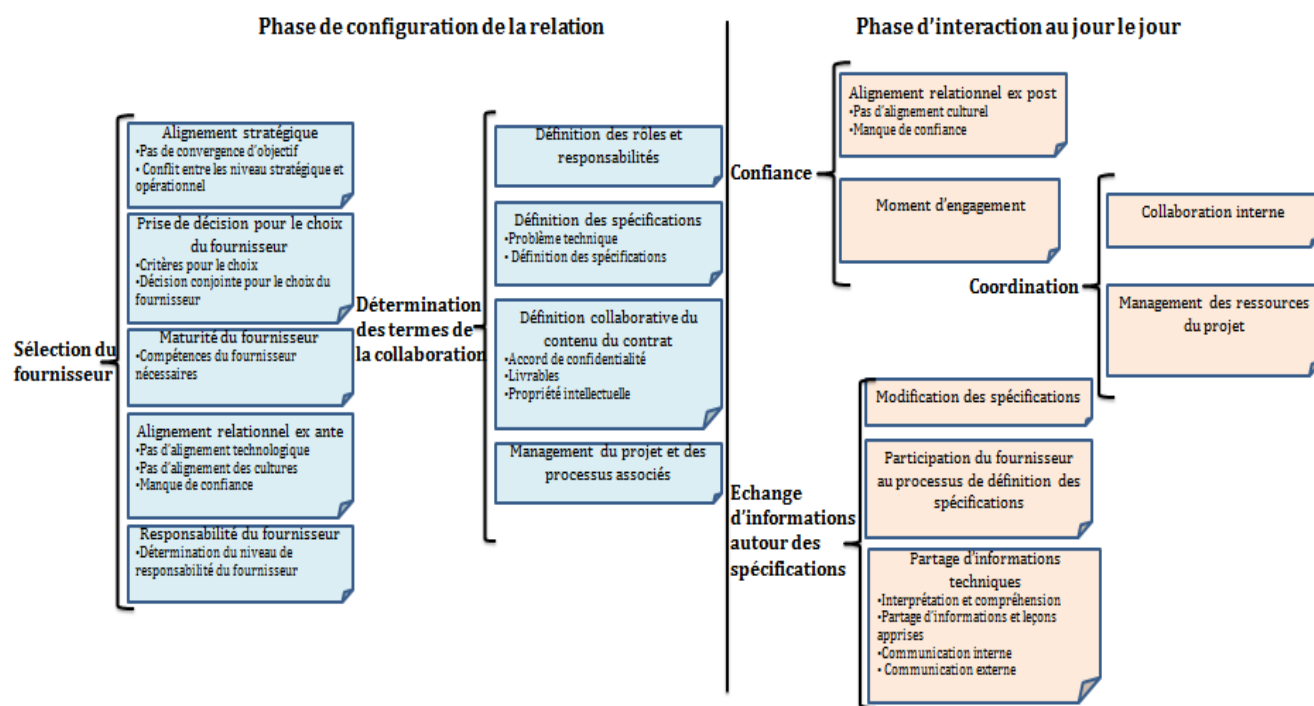 Phase de configuration de la relation
Sélection du
fournisseur
Alignement stratégique
•Pas de convergence d'objectif
• Conflit entre les niveau stratégique et
opérationnel
Prise de décision pour le choix
du fournisseur
•Critères pour le choix
•Décision conjointe pour le choix du
fournisseur
Maturité du fournisseur
•Compétences du fournisseur
nécessaires
Alignement relationnel ex ante
•Pas d'alignement technologique
•Pas d'alignement des cultures
•Manque de confiance
Responsabilité du fournisseur
•Détermination du niveau de
responsabilité du fournisseur
Détermination
des termes de
la collaboration
Définition des rôles et
responsabilités
Définition des spécifications
•Problème technique
• Définition des spécifications
Définition collaborative du
contenu du contrat
•Accord de confidentialité
•Livrables
•Propriété intellectuelle
Management du projet et des
processus associés
Phase d'interaction au jour le jour
Confiance
Alignement relationnel ex post
•Pas d'alignement culturel
•Manque de confiance
Moment d'engagement
Coordination
Collaboration interne
Management des ressources
du projet
Echange
d'informations
autour des
spécifications
Modification des spécifications
Participation du fournisseur
au processus de définition des
spécifications
Partage d'informations
techniques
•Interprétation et compréhension
•Partage d'informations et leçons
apprises
•Communication interne
• Communication externe